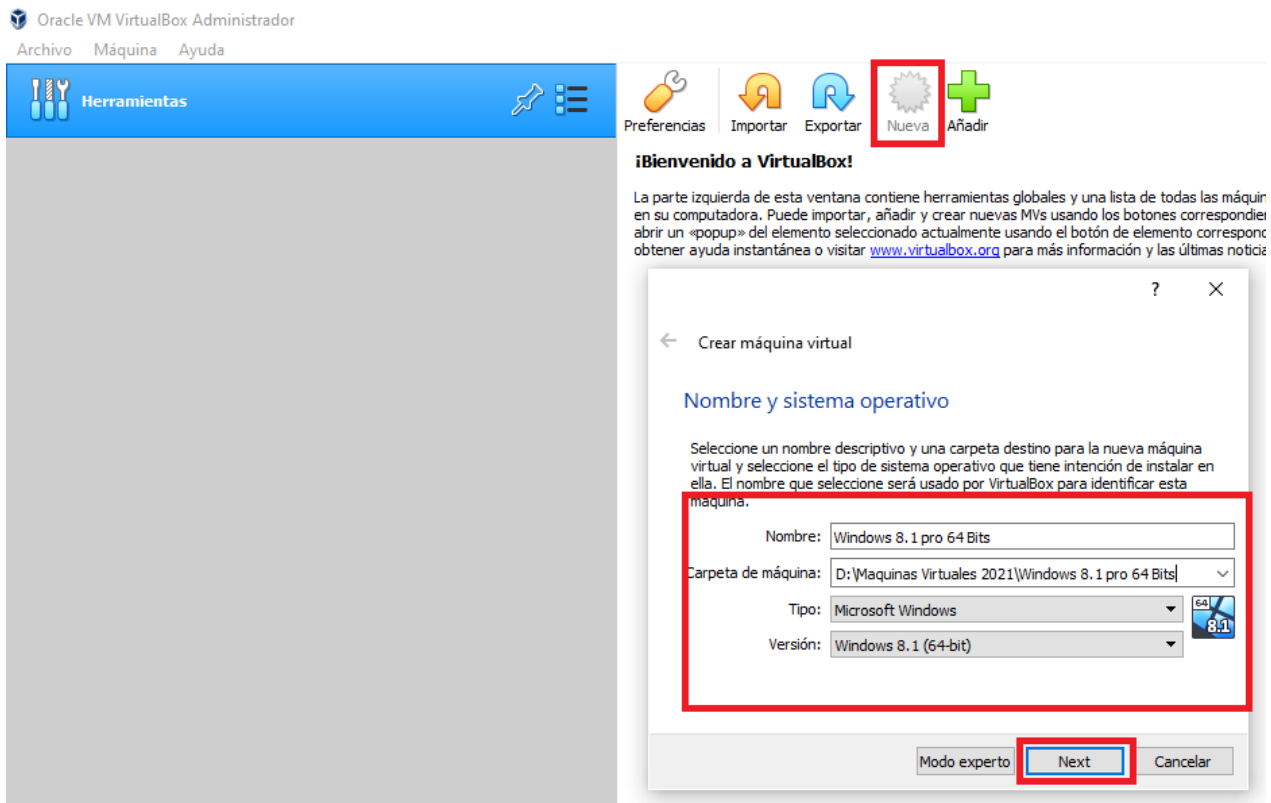 Oracle VM VirtualBox Administrador
Archivo Máquina Ayuda
Herramientas
Preferencias Importar Exportar Nueva Añadir
¡Bienvenido a VirtualBox!
La parte izquierda de esta ventana contiene herramientas globales y una lista de todas las máquin
en su computadora. Puede importar, añadir y crear nuevas MVs usando los botones correspondie
abrir un «popup» del elemento seleccionado actualmente usando el botón de elemento correspond
obtener ayuda instantánea o visitar www.virtualbox.org para más información y las últimas noticia
?
Crear máquina virtual
Nombre y sistema operativo
Seleccione un nombre descriptivo y una carpeta destino para la nueva máquina
virtual y seleccione el tipo de sistema operativo que tiene intención de instalar en
ella. El nombre que seleccione será usado por VirtualBox para identificar esta
máquina.
Nombre: Windows 8.1 pro 64 Bits
Carpeta de máquina: D:\Maquinas Virtuales 2021\Windows 8.1 pro 64 Bits
Tipo: Microsoft Windows
64
8.1
Versión: Windows 8.1 (64-bit)
Modo experto Next Cancelar